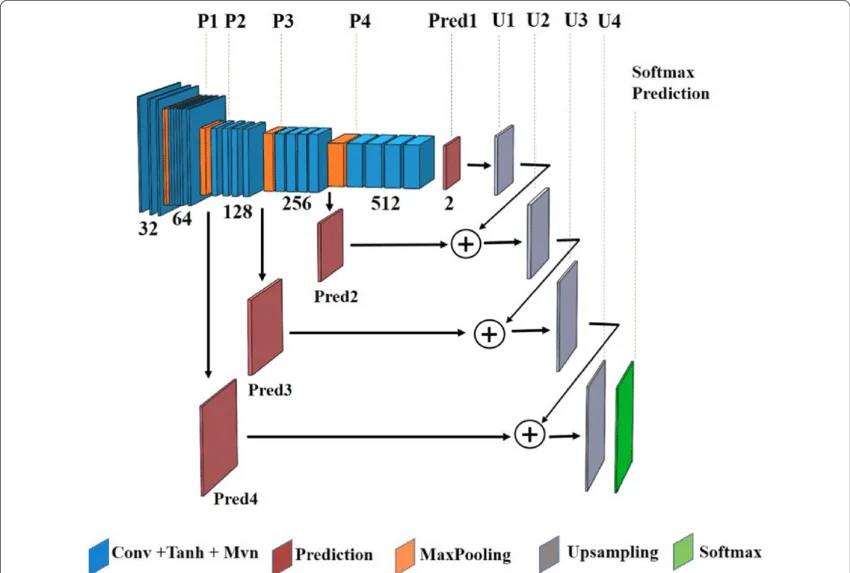 P1 P2 P3 P4 Pred1 U1 U2 U3 U4
Softmax
Prediction
32 64 128 256 512 2
Pred2
Pred3
Pred4
Conv +Tanh + Mvn Prediction MaxPooling Upsampling Softmax